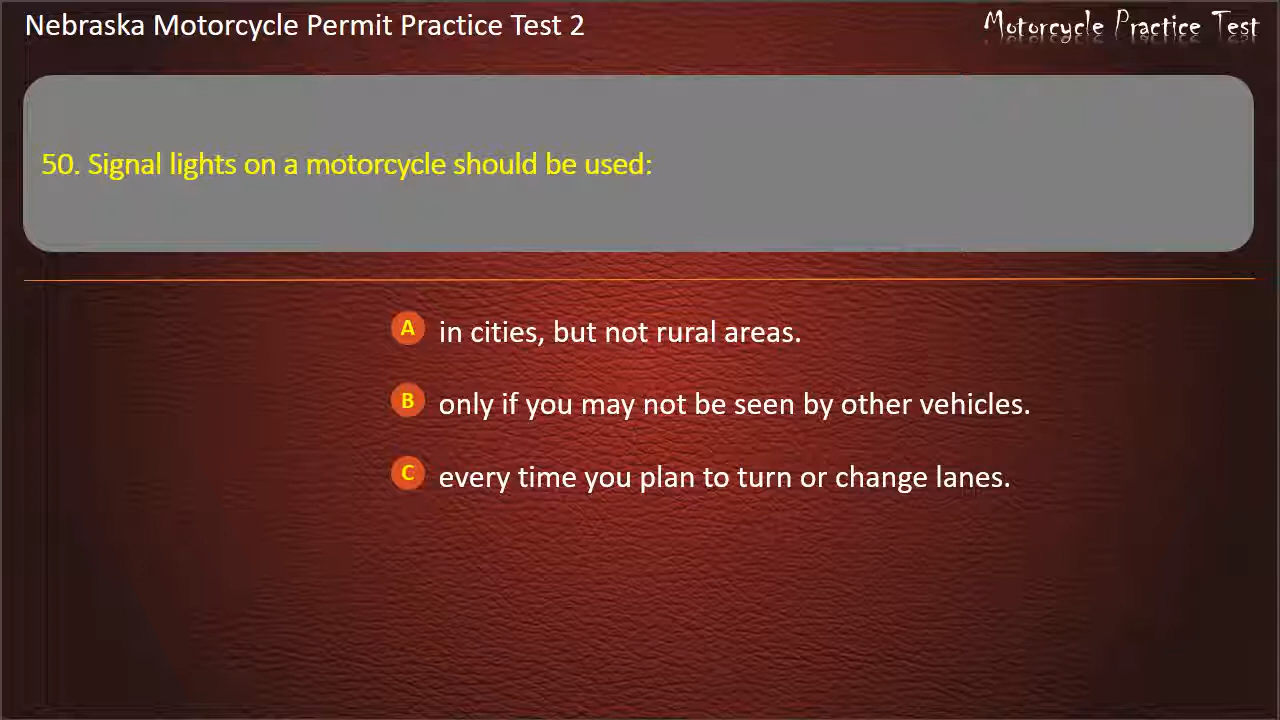 Nebraska Motorcycle Permit Practice Test 2
Motorcycle Practice Test
50. Signal lights on a motorcycle should be used:
A in cities, but not rural areas.
B only if you may not be seen by other vehicles.
C every time you plan to turn or change lanes.